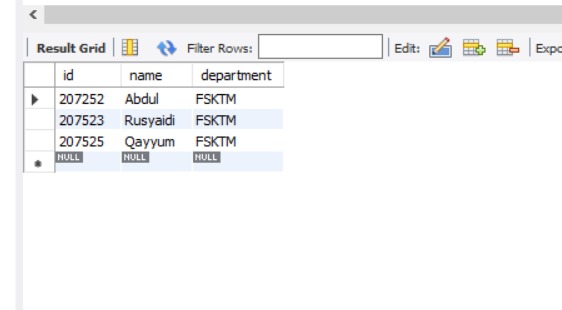 Result Grid Filter Rows: Edit:
id name department
207252 Abdul FSKTM
207523 Rusyaidi FSKTM
207525 Qayyum FSKTM
NULL NULL NULL